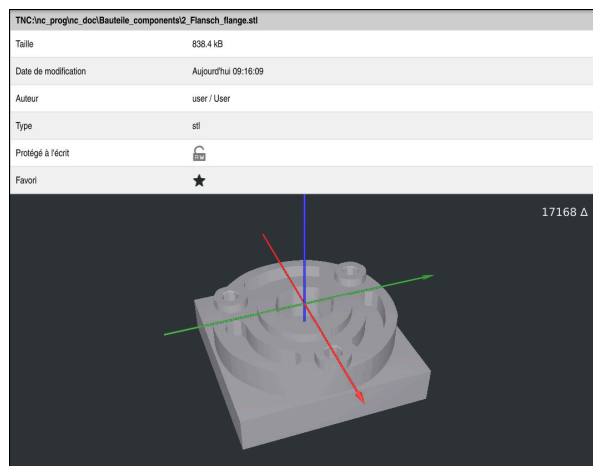 TNC:\nc_prog\nc_doc\Bauteile_components\2_Flansch_flange.stl
Taille 838.4 kB
Date de modification Aujourd'hui 09:16:09
Auteur user / User
Type stl
Protégé à l'écrit RW
Favori
17168 Δ